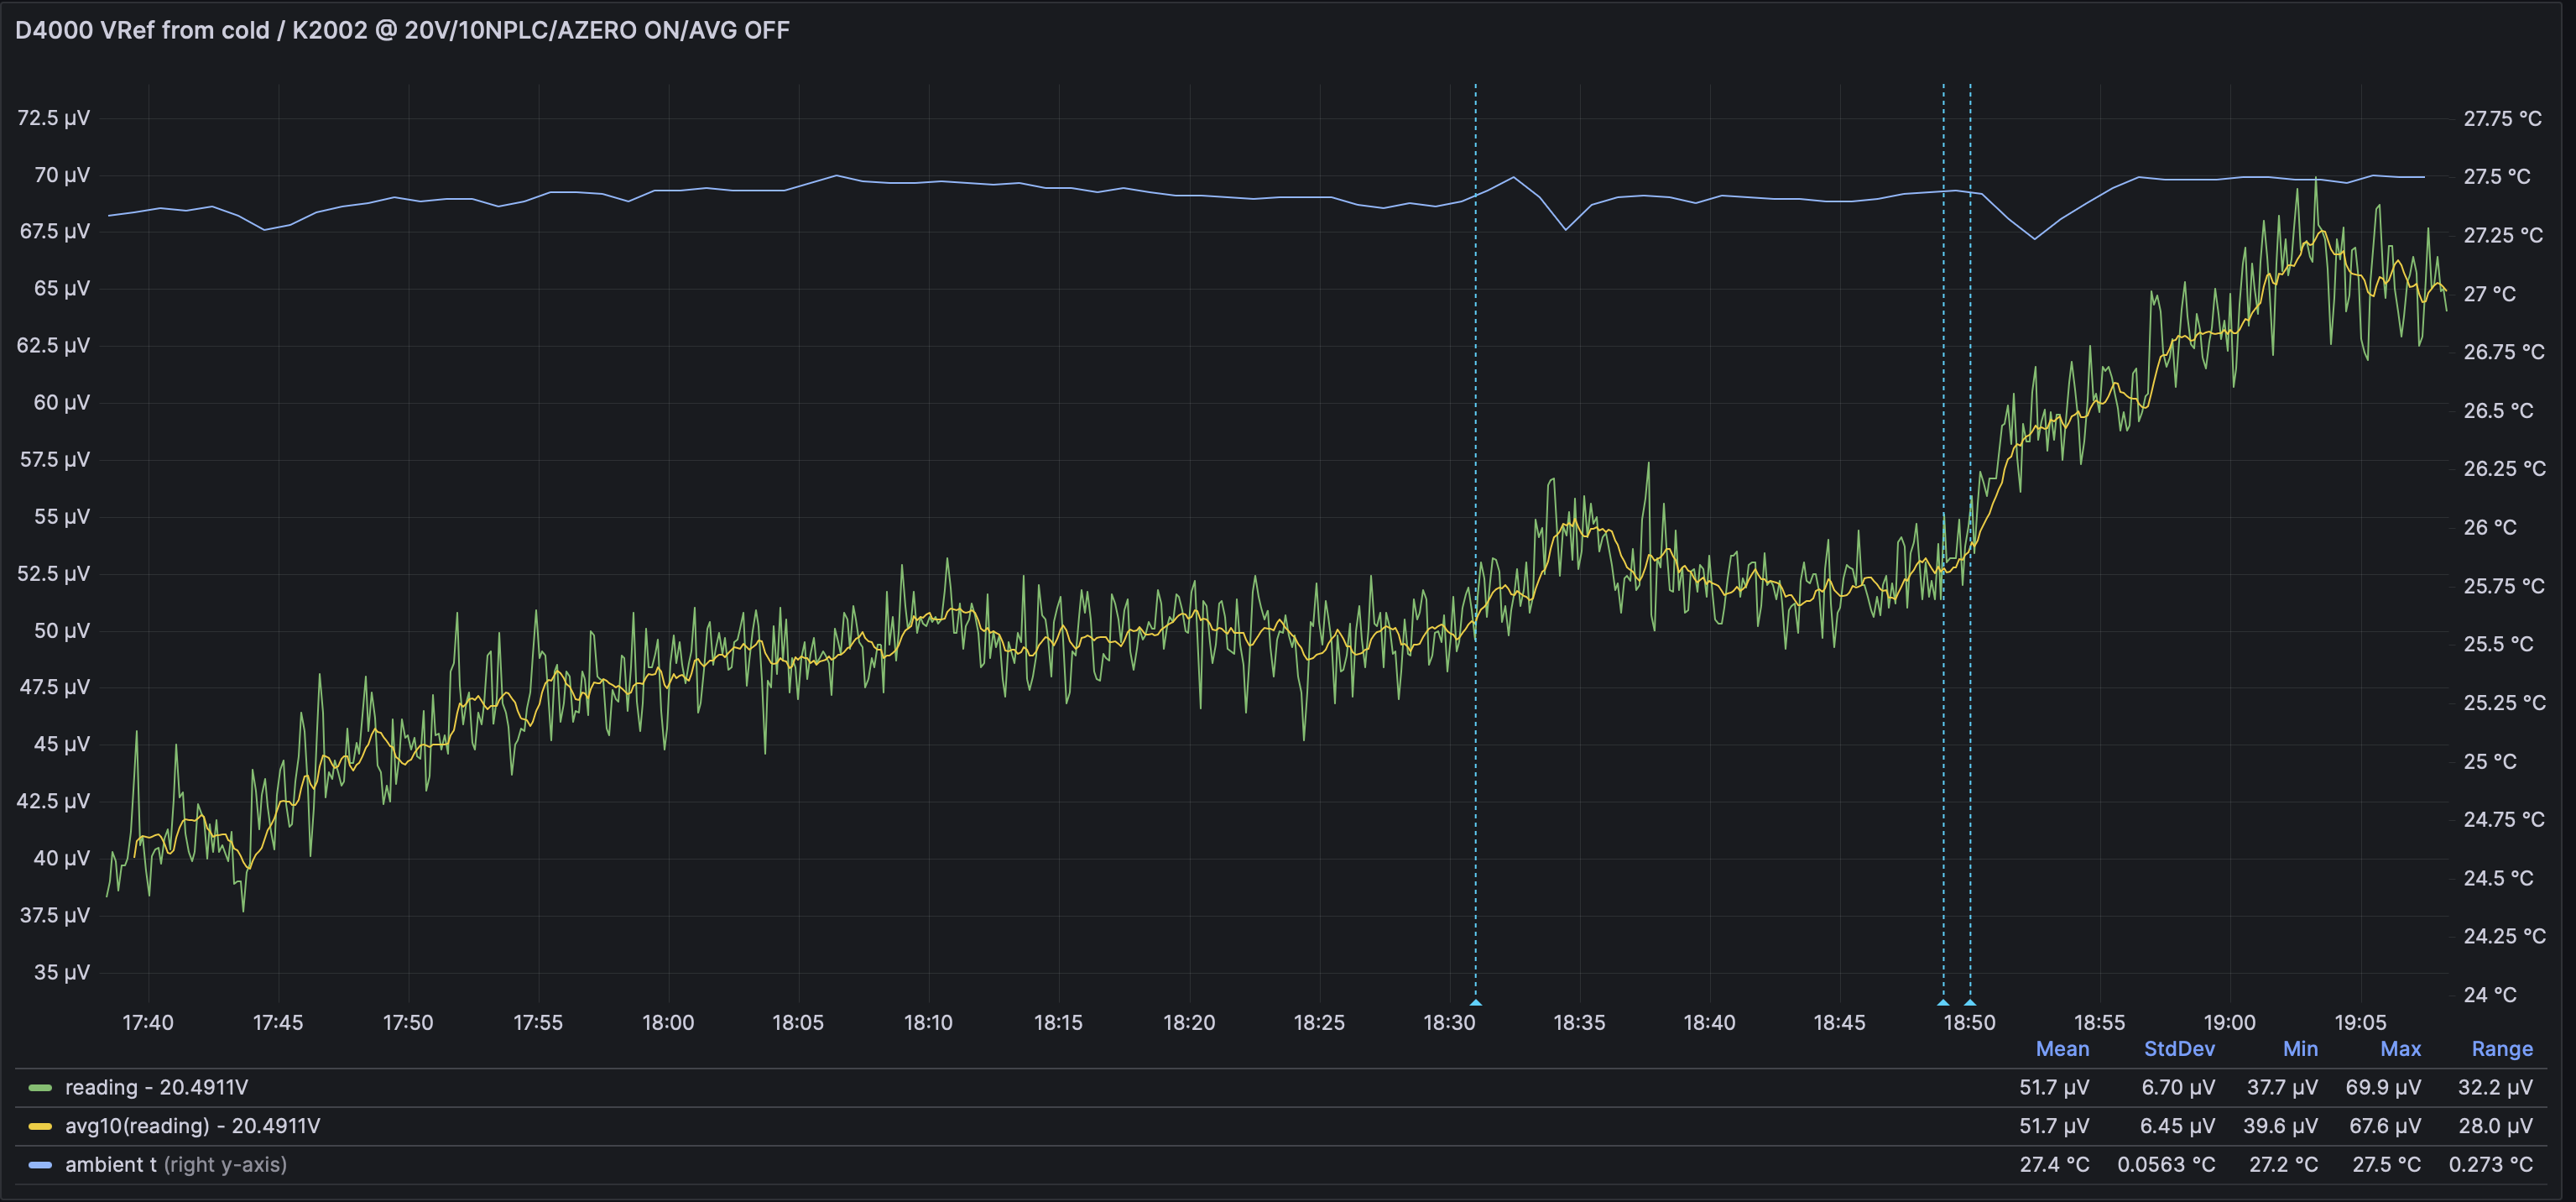 D4000 VRef from cold / K2002 @ 20V/10NPLC/AZERO ON/AVG OFF
72.5 µV
70 µV
67.5 µV
65 µV
62.5 µV
60 µV
57.5 µV
55 µV
52.5 µV
50 µV
47.5 µV
45 µV
42.5 µV
40 µV
37.5 µV
35 µV
27.75 °C
27.5 °C
27.25 °C
27 °C
26.75 °C
26.5 °C
26.25 °C
26 °C
25.75 °C
25.5 °C
25.25 °C
25 °C
24.75 °C
24.5 °C
24.25 °C
24 °C
17:40 17:45 17:50 17:55 18:00 18:05 18:10 18:15 18:20 18:25 18:30 18:35 18:40 18:45 18:50 18:55 19:00 19:05
Mean StdDev Min Max Range
reading - 20.4911V 51.7 µV 6.70 µV 37.7 µV 69.9 µV 32.2 µV
avg10(reading) - 20.4911V 51.7 µV 6.45 µV 39.6 µV 67.6 µV 28.0 µV
ambient t (right y-axis) 27.4 °C 0.0563 °C 27.2 °C 27.5 °C 0.273 °C